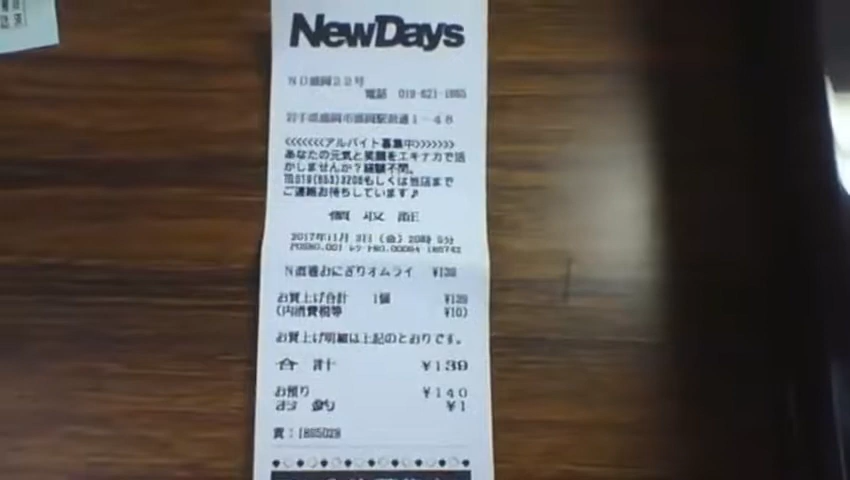 NewDays
ND盛岡22号
電話 019-621-1865
岩手県盛岡市盛岡駅前通1-48
<<<<<<<アルバイト募集中>>>>>>>
あなたの元気と笑顔をエキナカで活
かしませんか?経験不問。
TEL019(653)3208もしくは当店まで
ご連絡お待ちしています♪
領収証
2017年11月 3日(金)20時
POSNO.001
N直巻おにぎりオムライ ¥139
お買上げ合計 1個 ¥139
(内消費税等 ¥10)
お買上げ明細は上記のとおりです。
合計 ¥139
お預り ¥140
お釣り ¥1
責:1865029